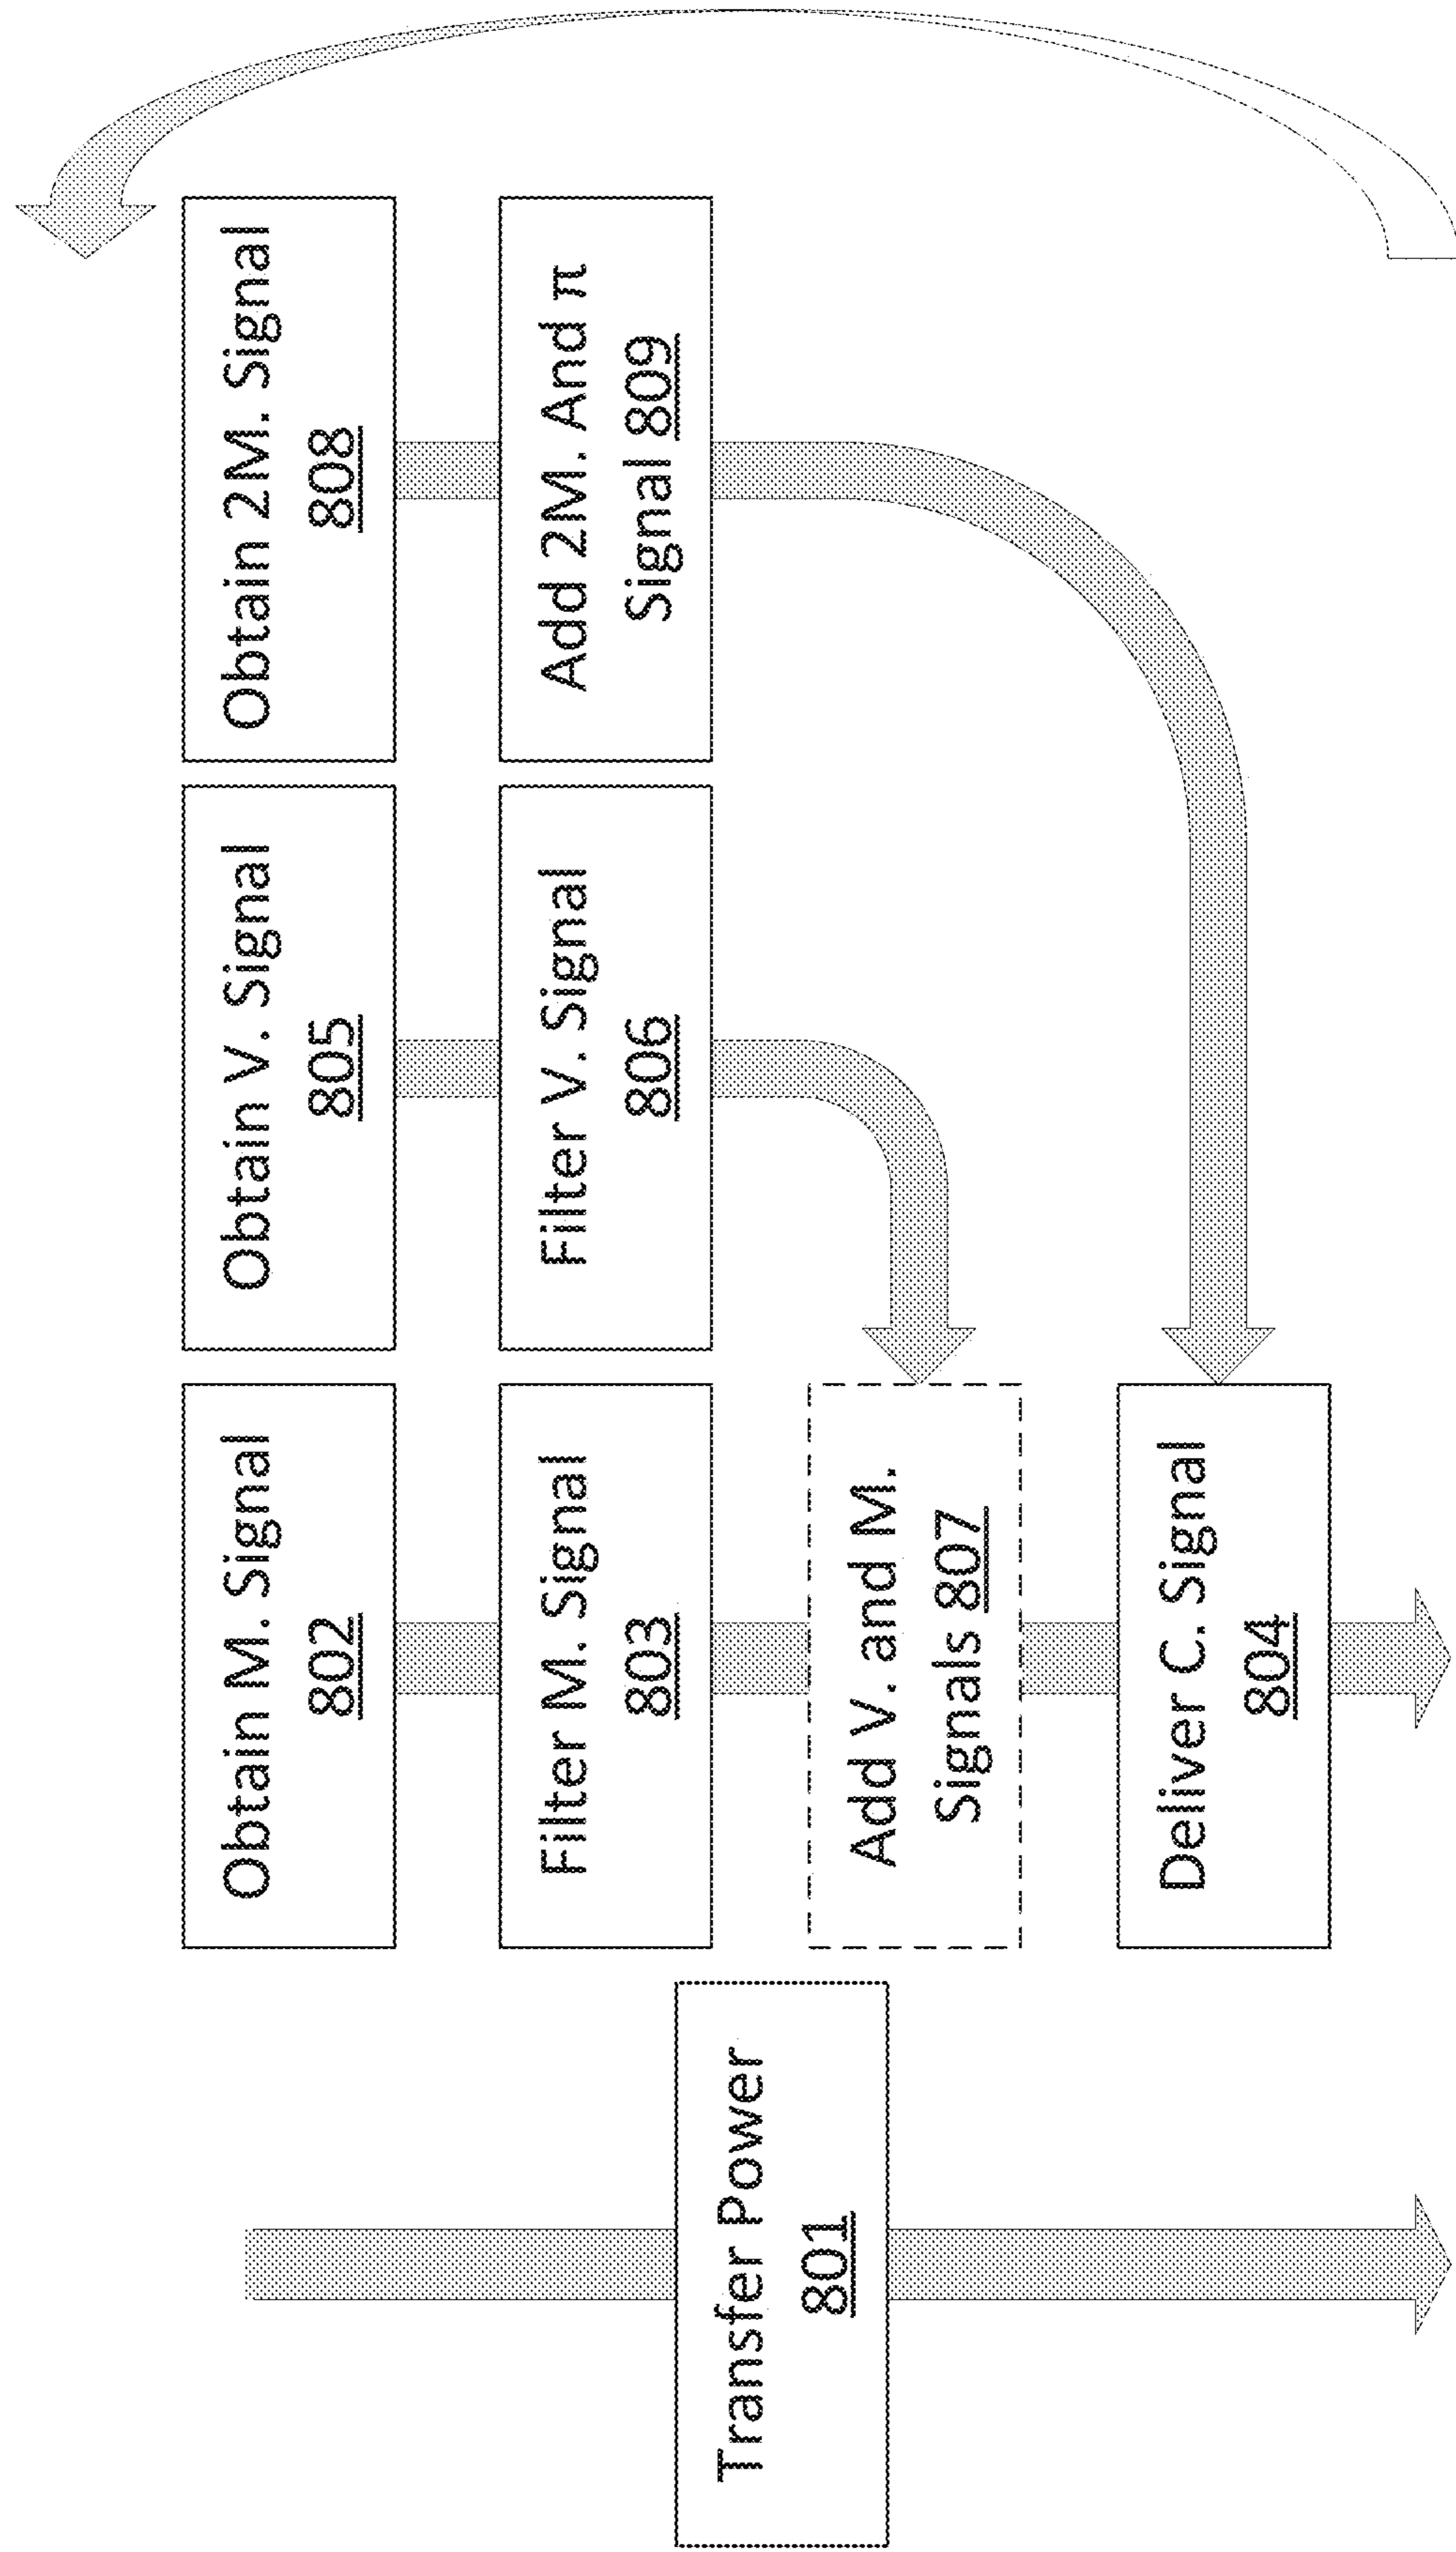 Transfer Power
801
Obtain M. Signal
802
Filter M. Signal
803
Add V. and M.
Signals 807
Deliver C. Signal
804
Obtain V. Signal
805
Filter V. Signal
806
Obtain 2M. Signal
808
Add 2M. And π
Signal 809